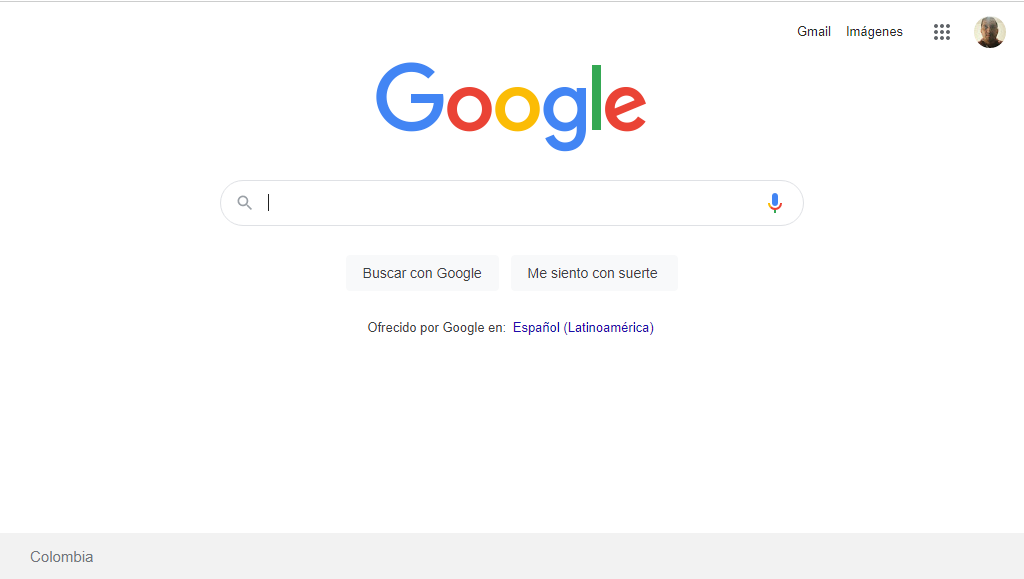 Gmail Imágenes
Google
Buscar con Google Me siento con suerte
Ofrecido por Google en: Español (Latinoamérica)
Colombia